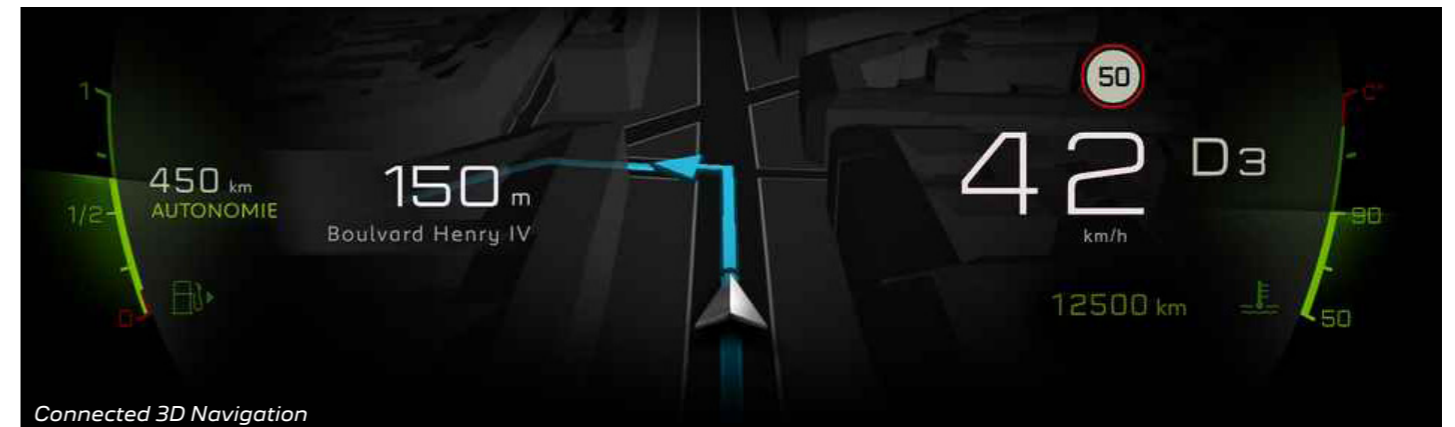 1
1/2
0
450 km
AUTONOMIE
150 m
Boulvard Henry IV
50
42
km/h
D3
12500 km
C°
90
50
Connected 3D Navigation